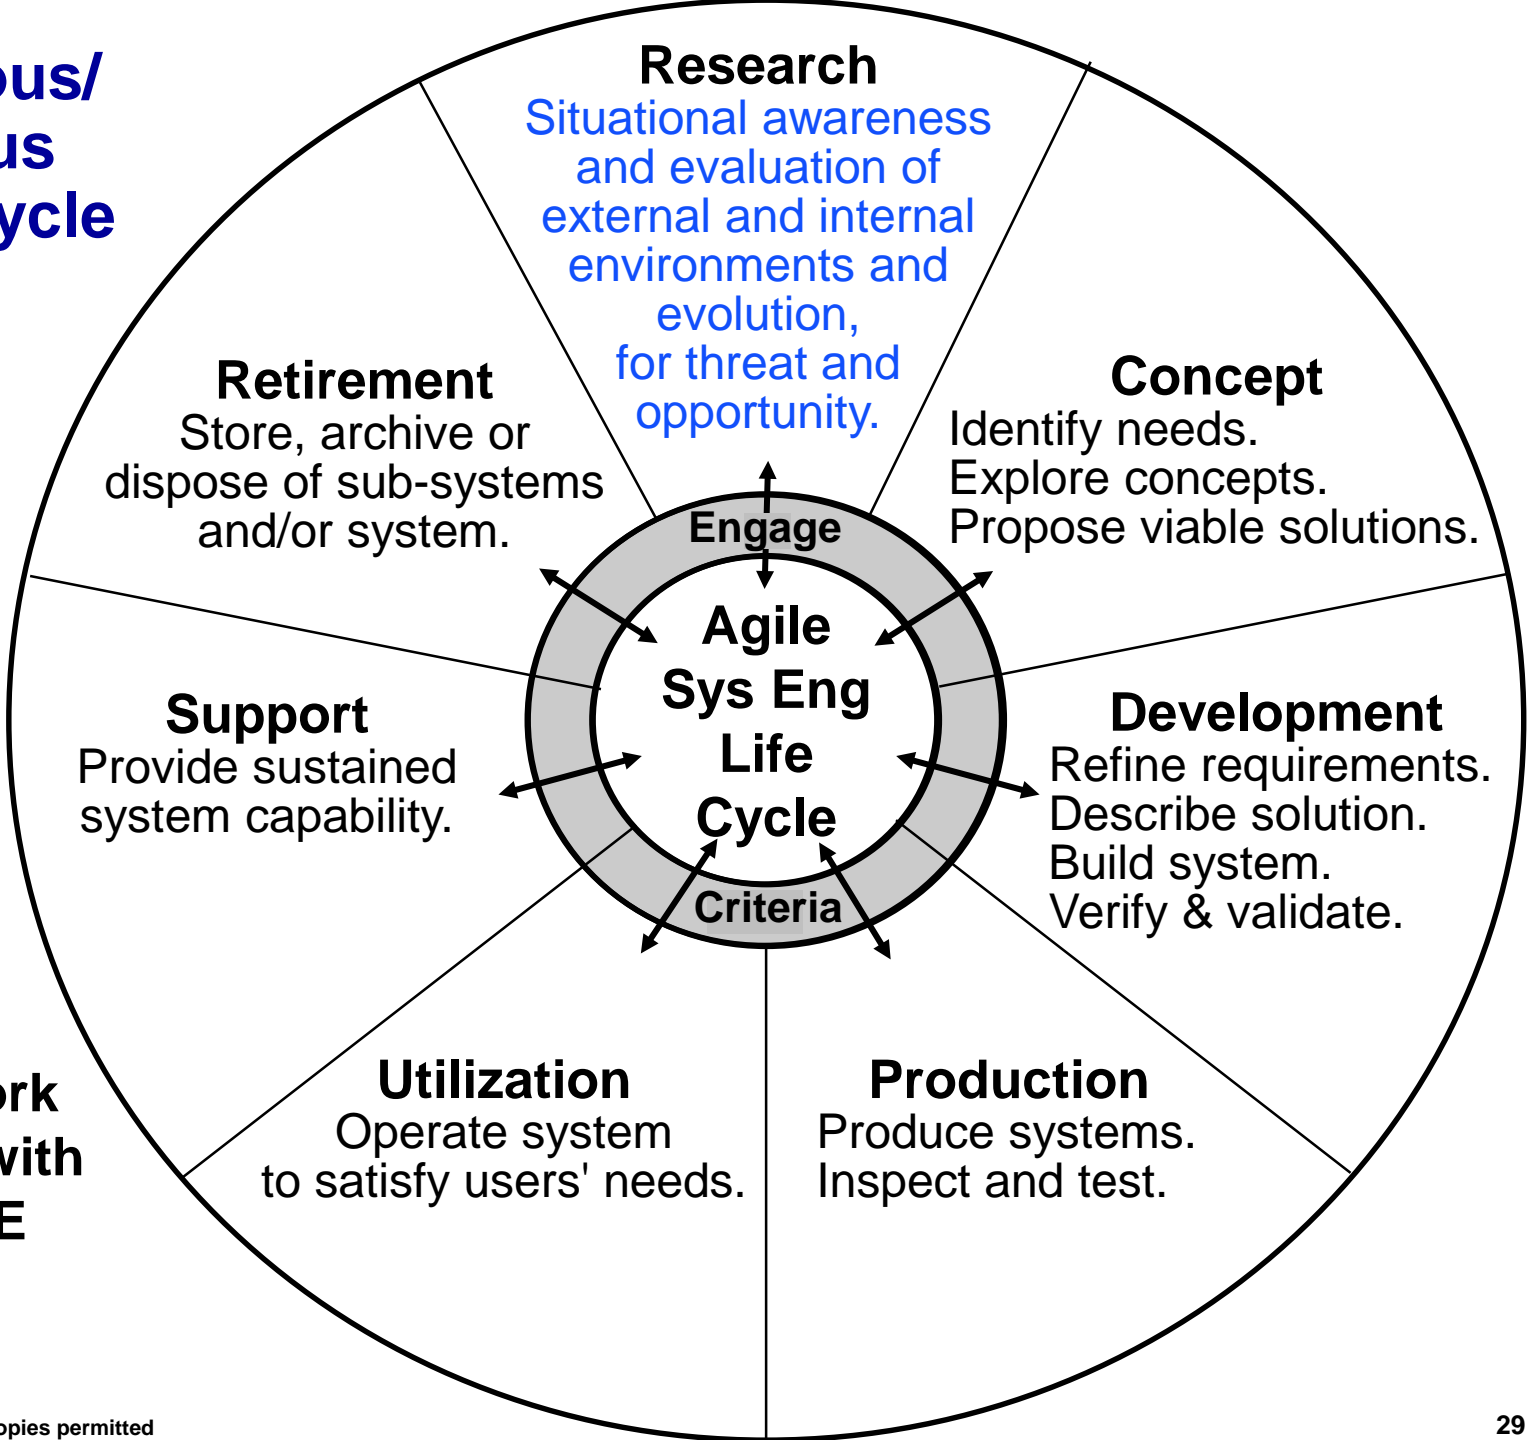 ous/
us
ycle
Research
Situational awareness
and evaluation of
external and internal
environments and
evolution,
for threat and
opportunity.
Concept
Identify needs.
Explore concepts.
Propose viable solutions.
Development
Refine requirements.
Describe solution.
Build system.
Verify & validate.
Production
Produce systems.
Inspect and test.
Utilization
Operate system
to satisfy users' needs.
Support
Provide sustained
system capability.
Retirement
Store, archive or
dispose of sub-systems
and/or system.
Engage
Agile
Sys Eng
Life
Cycle
Criteria
ork
with
E
opies permitted
29